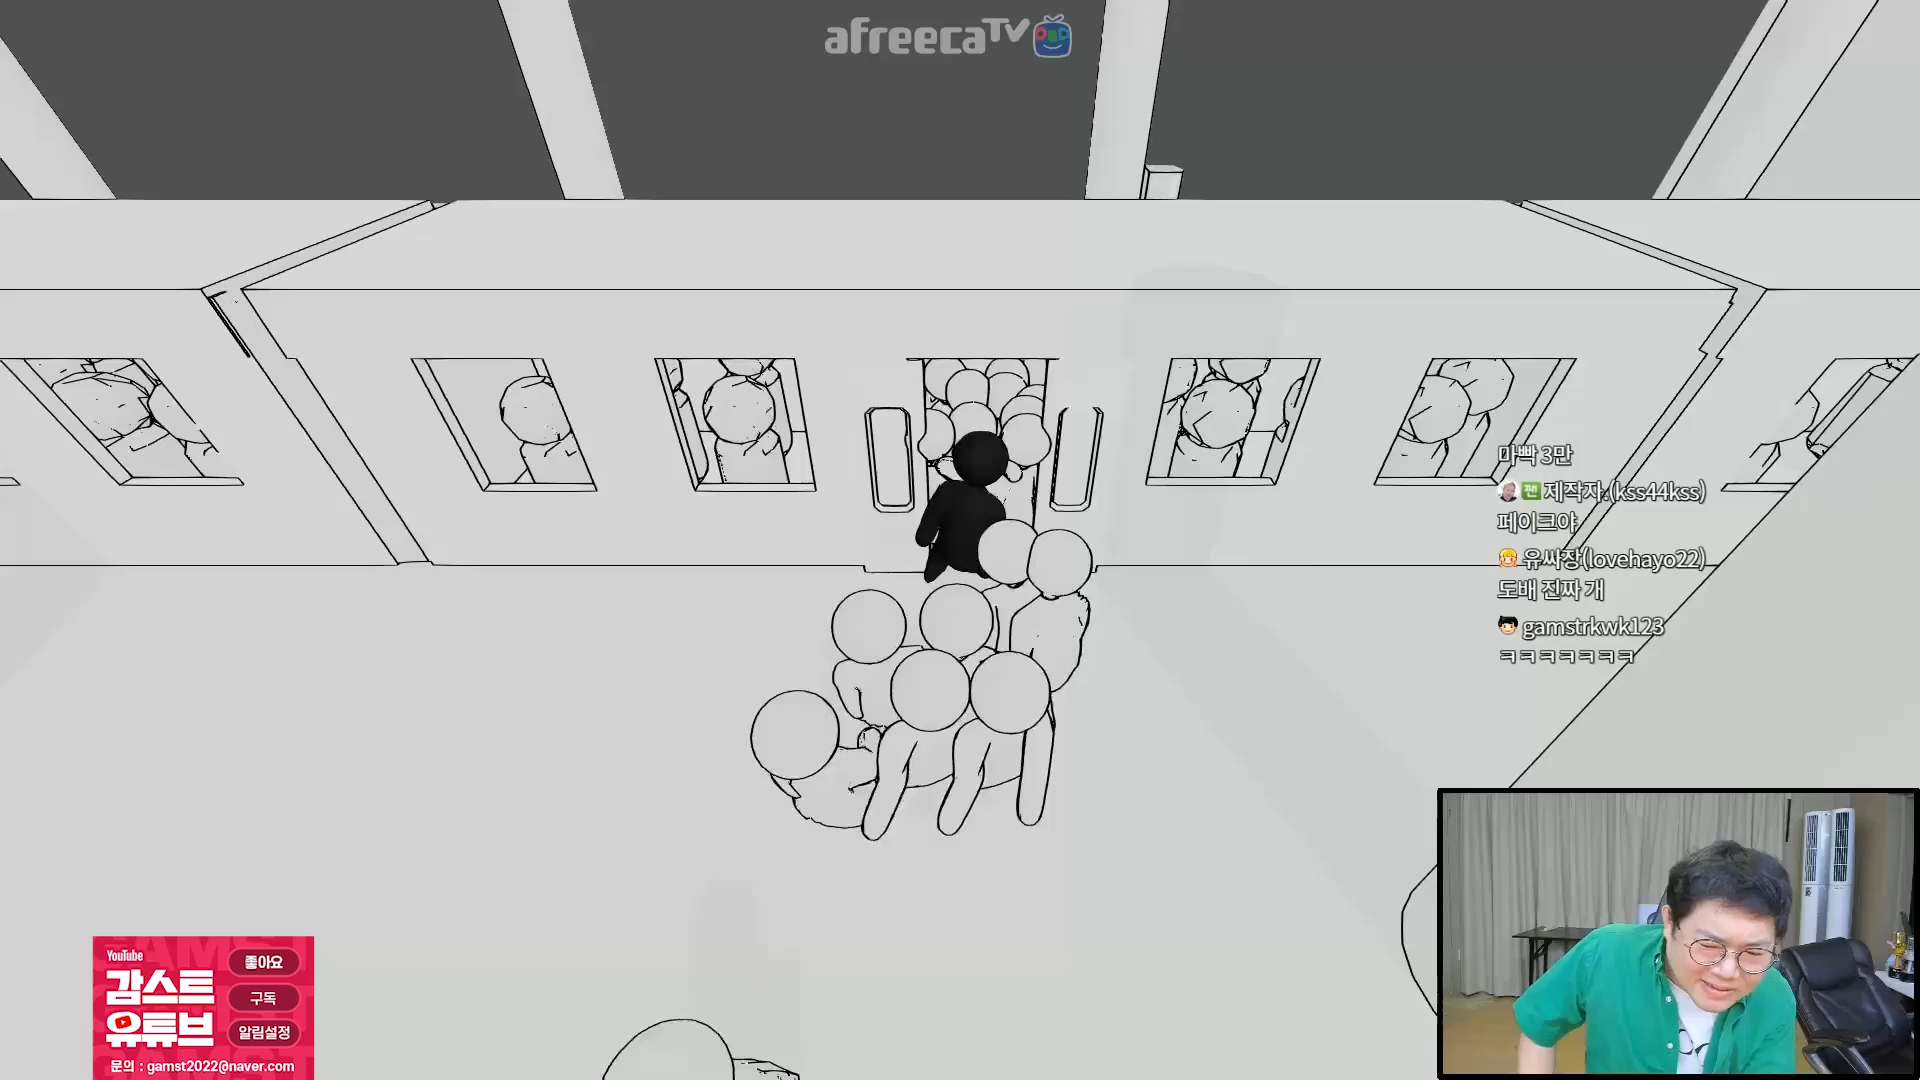 afreecaTV
마빡 3만
팬 제작자.(kss44kss)
페이크야
유싸장(lovehayo22)
도배 진짜 개
gamstrkwk123
ㅋㅋㅋㅋㅋㅋㅋ
YouTube
감스트
유튜브
좋아요
구독
알림설정
문의 : gamst2022@naver.com